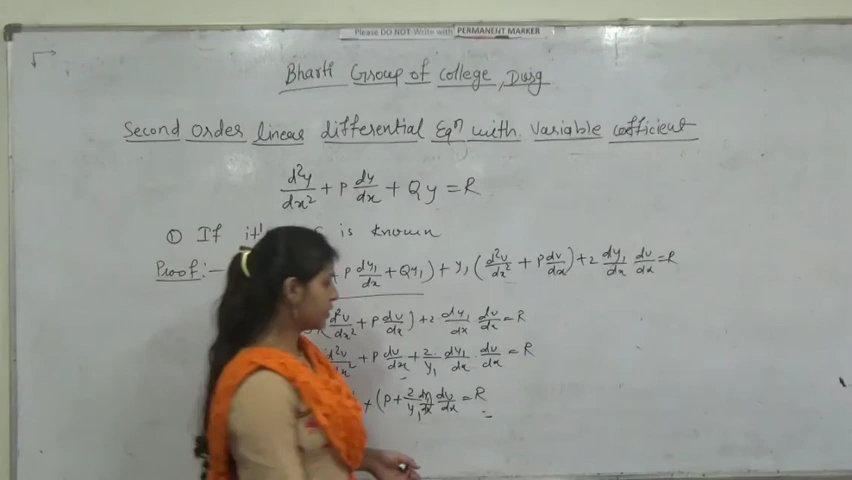 Please DO NOT Write with PERMANENT MARKER
Bharti Group of college, Durg
Second Order linear differential Eqⁿ with Variable coefficient
d²y/dx² + P dy/dx + Qy = R
① If is known
Proof:- P dy₁/dx + Qy₁) + y₁ (d²v/dx² + P dv/dx) + 2 dy₁/dx dv/dx = R
d²v/dx² + P dv/dx) + 2 dy₁/dx dv/dx = R
d²v/dx² + P dv/dx + 2/y₁ dy₁/dx . dv/dx = R
+ (P + 2/y₁ dy₁/dx) dv/dx = R